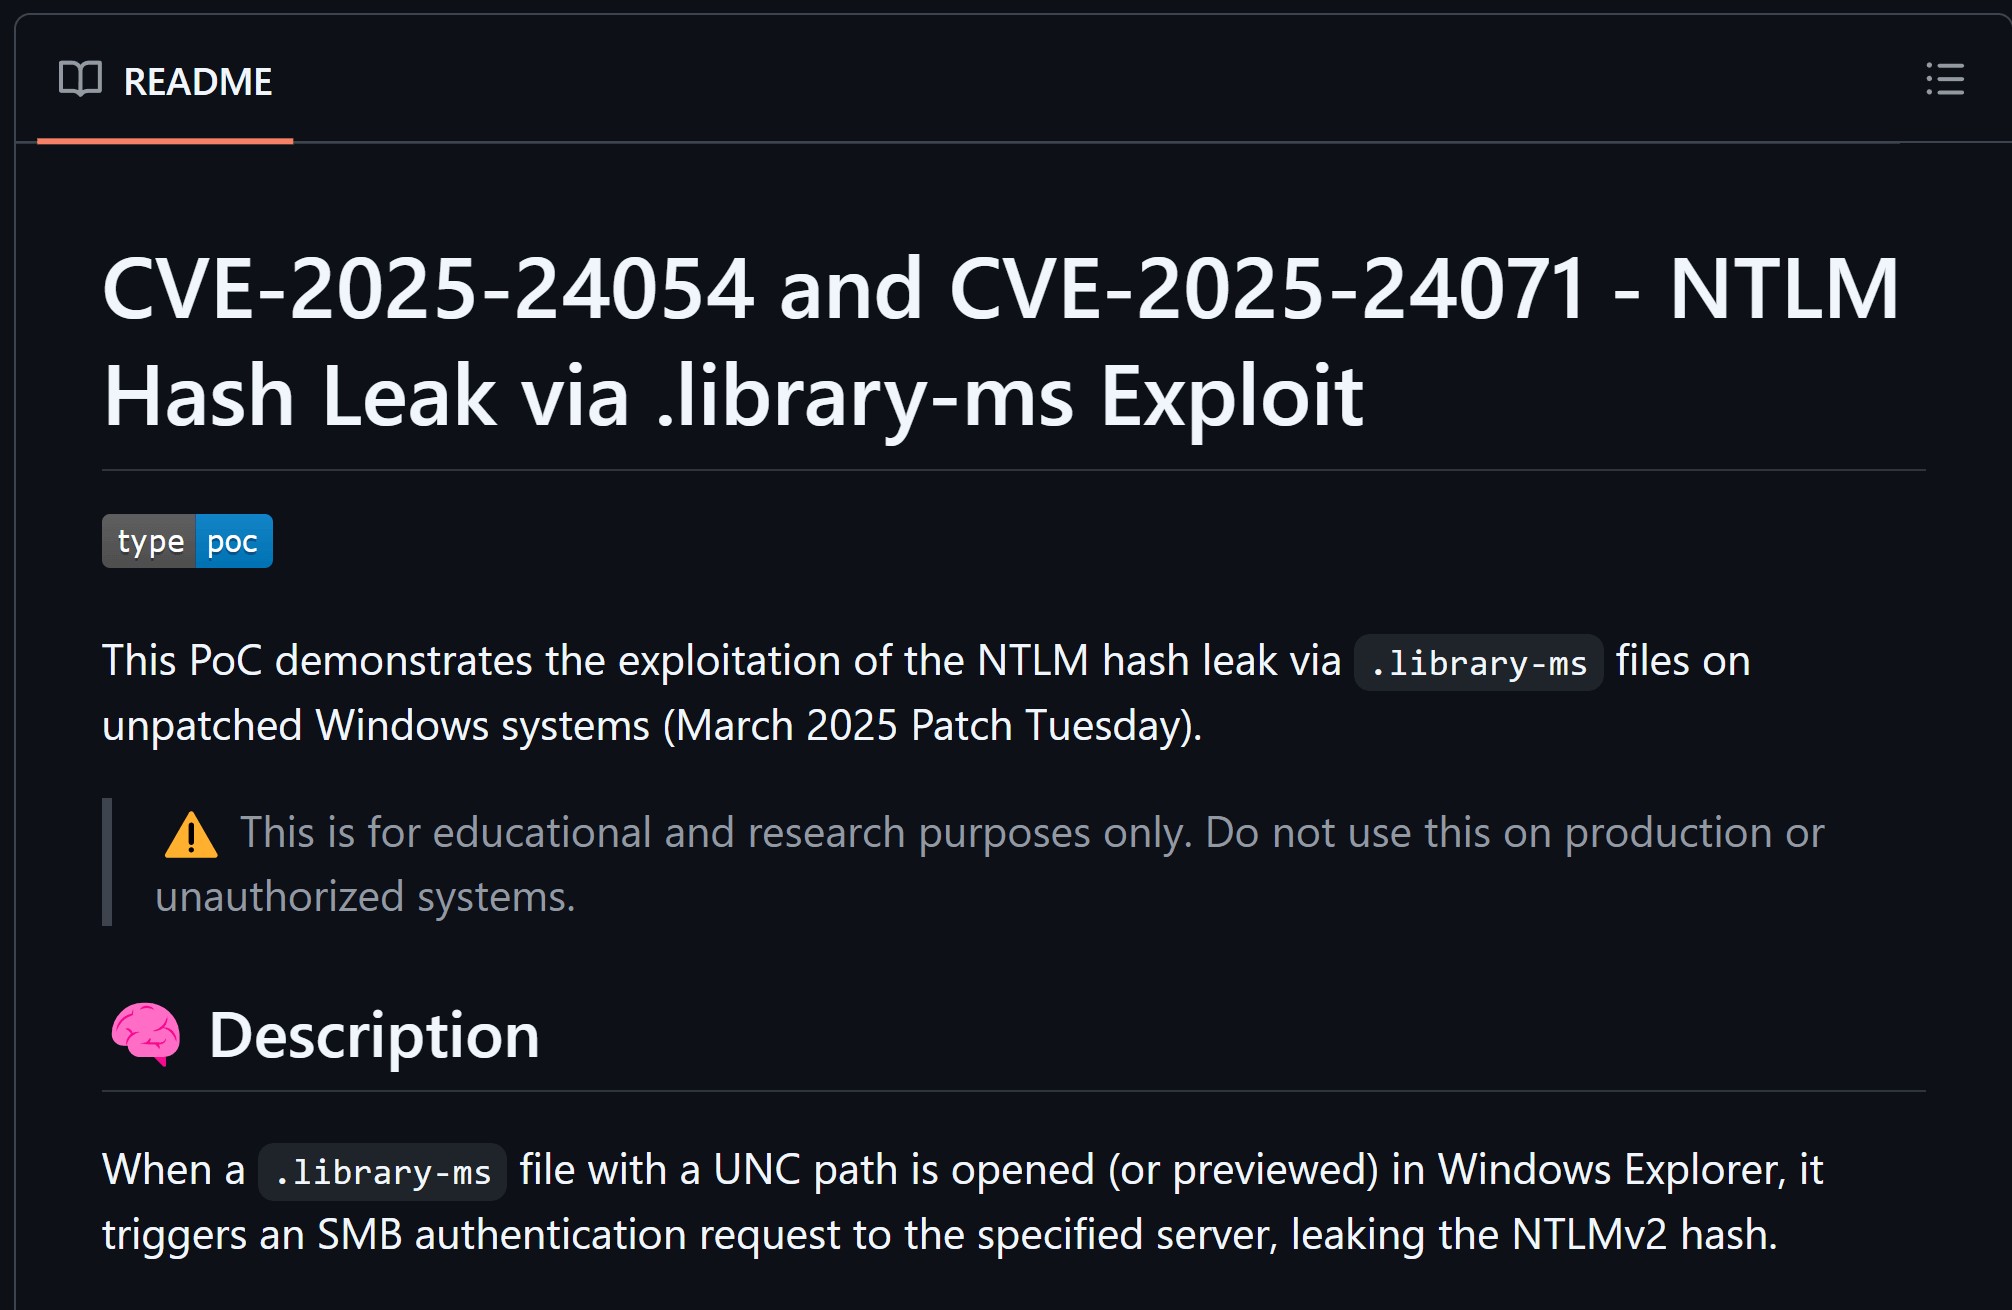 README
CVE-2025-24054 and CVE-2025-24071 - NTLM
Hash Leak via .library-ms Exploit
type poc
This PoC demonstrates the exploitation of the NTLM hash leak via .library-ms files on
unpatched Windows systems (March 2025 Patch Tuesday).
⚠️ This is for educational and research purposes only. Do not use this on production or
unauthorized systems.
🧠 Description
When a .library-ms file with a UNC path is opened (or previewed) in Windows Explorer, it
triggers an SMB authentication request to the specified server, leaking the NTLMv2 hash.